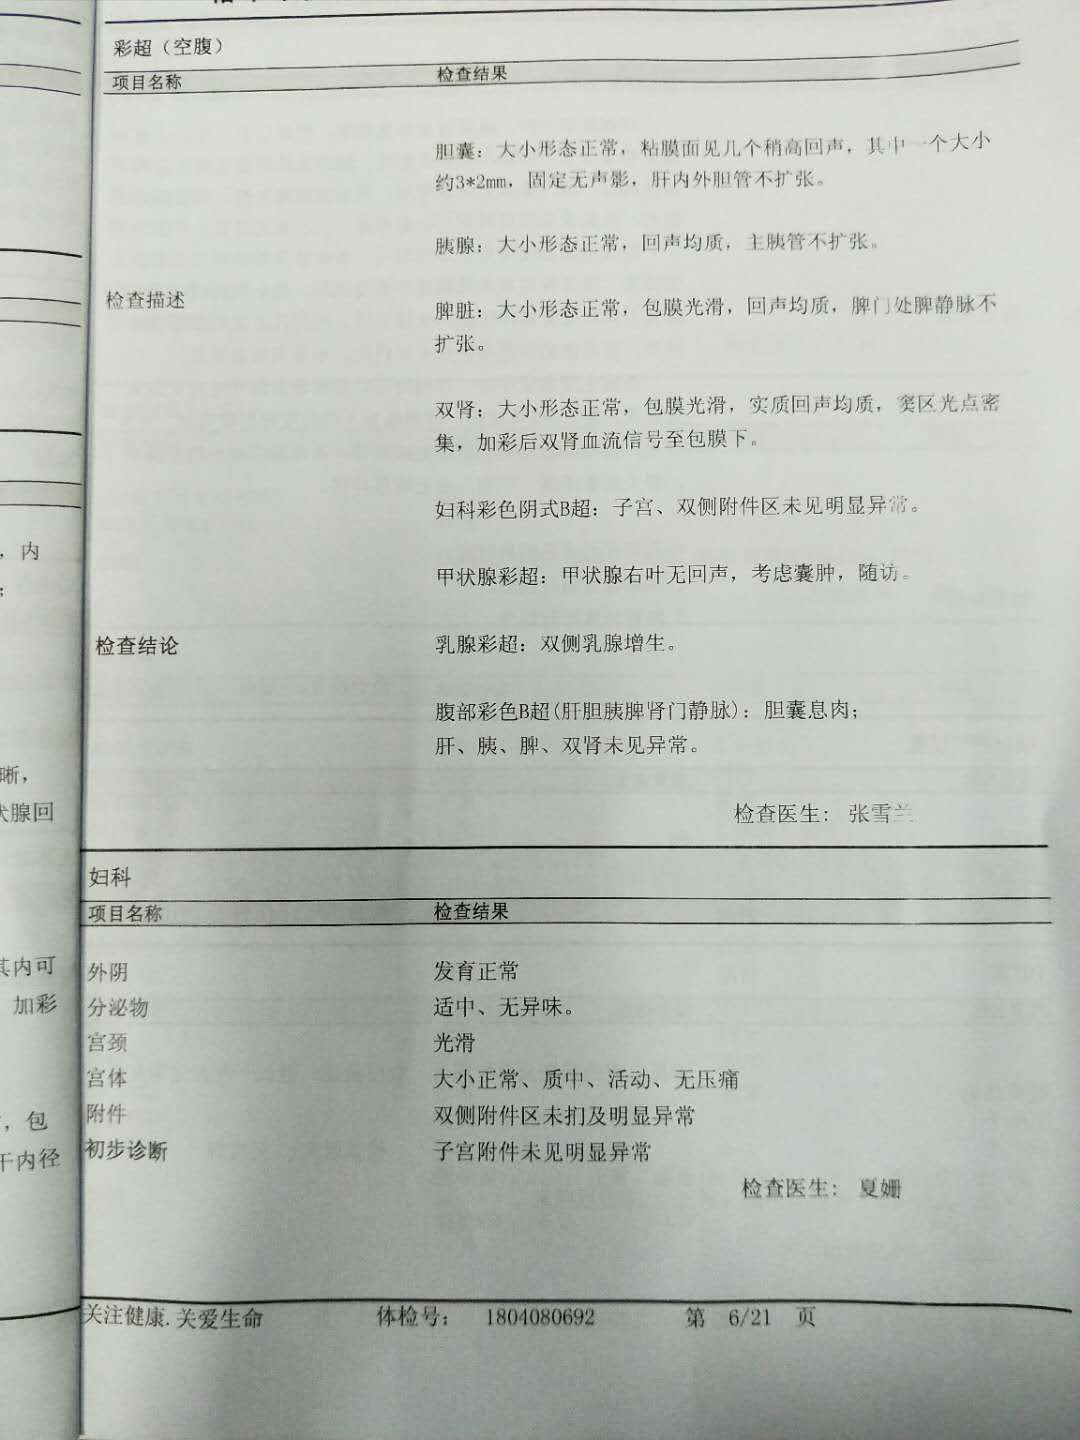 彩超（空腹）
项目名称 检查结果
胆囊：大小形态正常，粘膜面见几个稍高回声，其中一个大小
约3*2mm，固定无声影，肝内外胆管不扩张。
胰腺：大小形态正常，回声均质，主胰管不扩张。
检查描述
脾脏：大小形态正常，包膜光滑，回声均质，脾门处脾静脉不
扩张。
双肾：大小形态正常，包膜光滑，实质回声均质，窦区光点密
集，加彩后双肾血流信号至包膜下。
妇科彩色阴式B超：子宫、双侧附件区未见明显异常。
甲状腺彩超：甲状腺右叶无回声，考虑囊肿，随访。
检查结论 乳腺彩超：双侧乳腺增生。
腹部彩色B超(肝胆胰脾肾门静脉)：胆囊息肉；
肝、胰、脾、双肾未见异常。
检查医生： 张雪兰
妇科
项目名称 检查结果
外阴 发育正常
分泌物 适中、无异味。
宫颈 光滑
宫体 大小正常、质中、活动、无压痛
附件 双侧附件区未扪及明显异常
初步诊断 子宫附件未见明显异常
检查医生： 夏姗
关注健康.关爱生命 体检号： 1804080692 第 6/21 页
，内
；
晰，
状腺回
其内可
加彩
，包
干内径